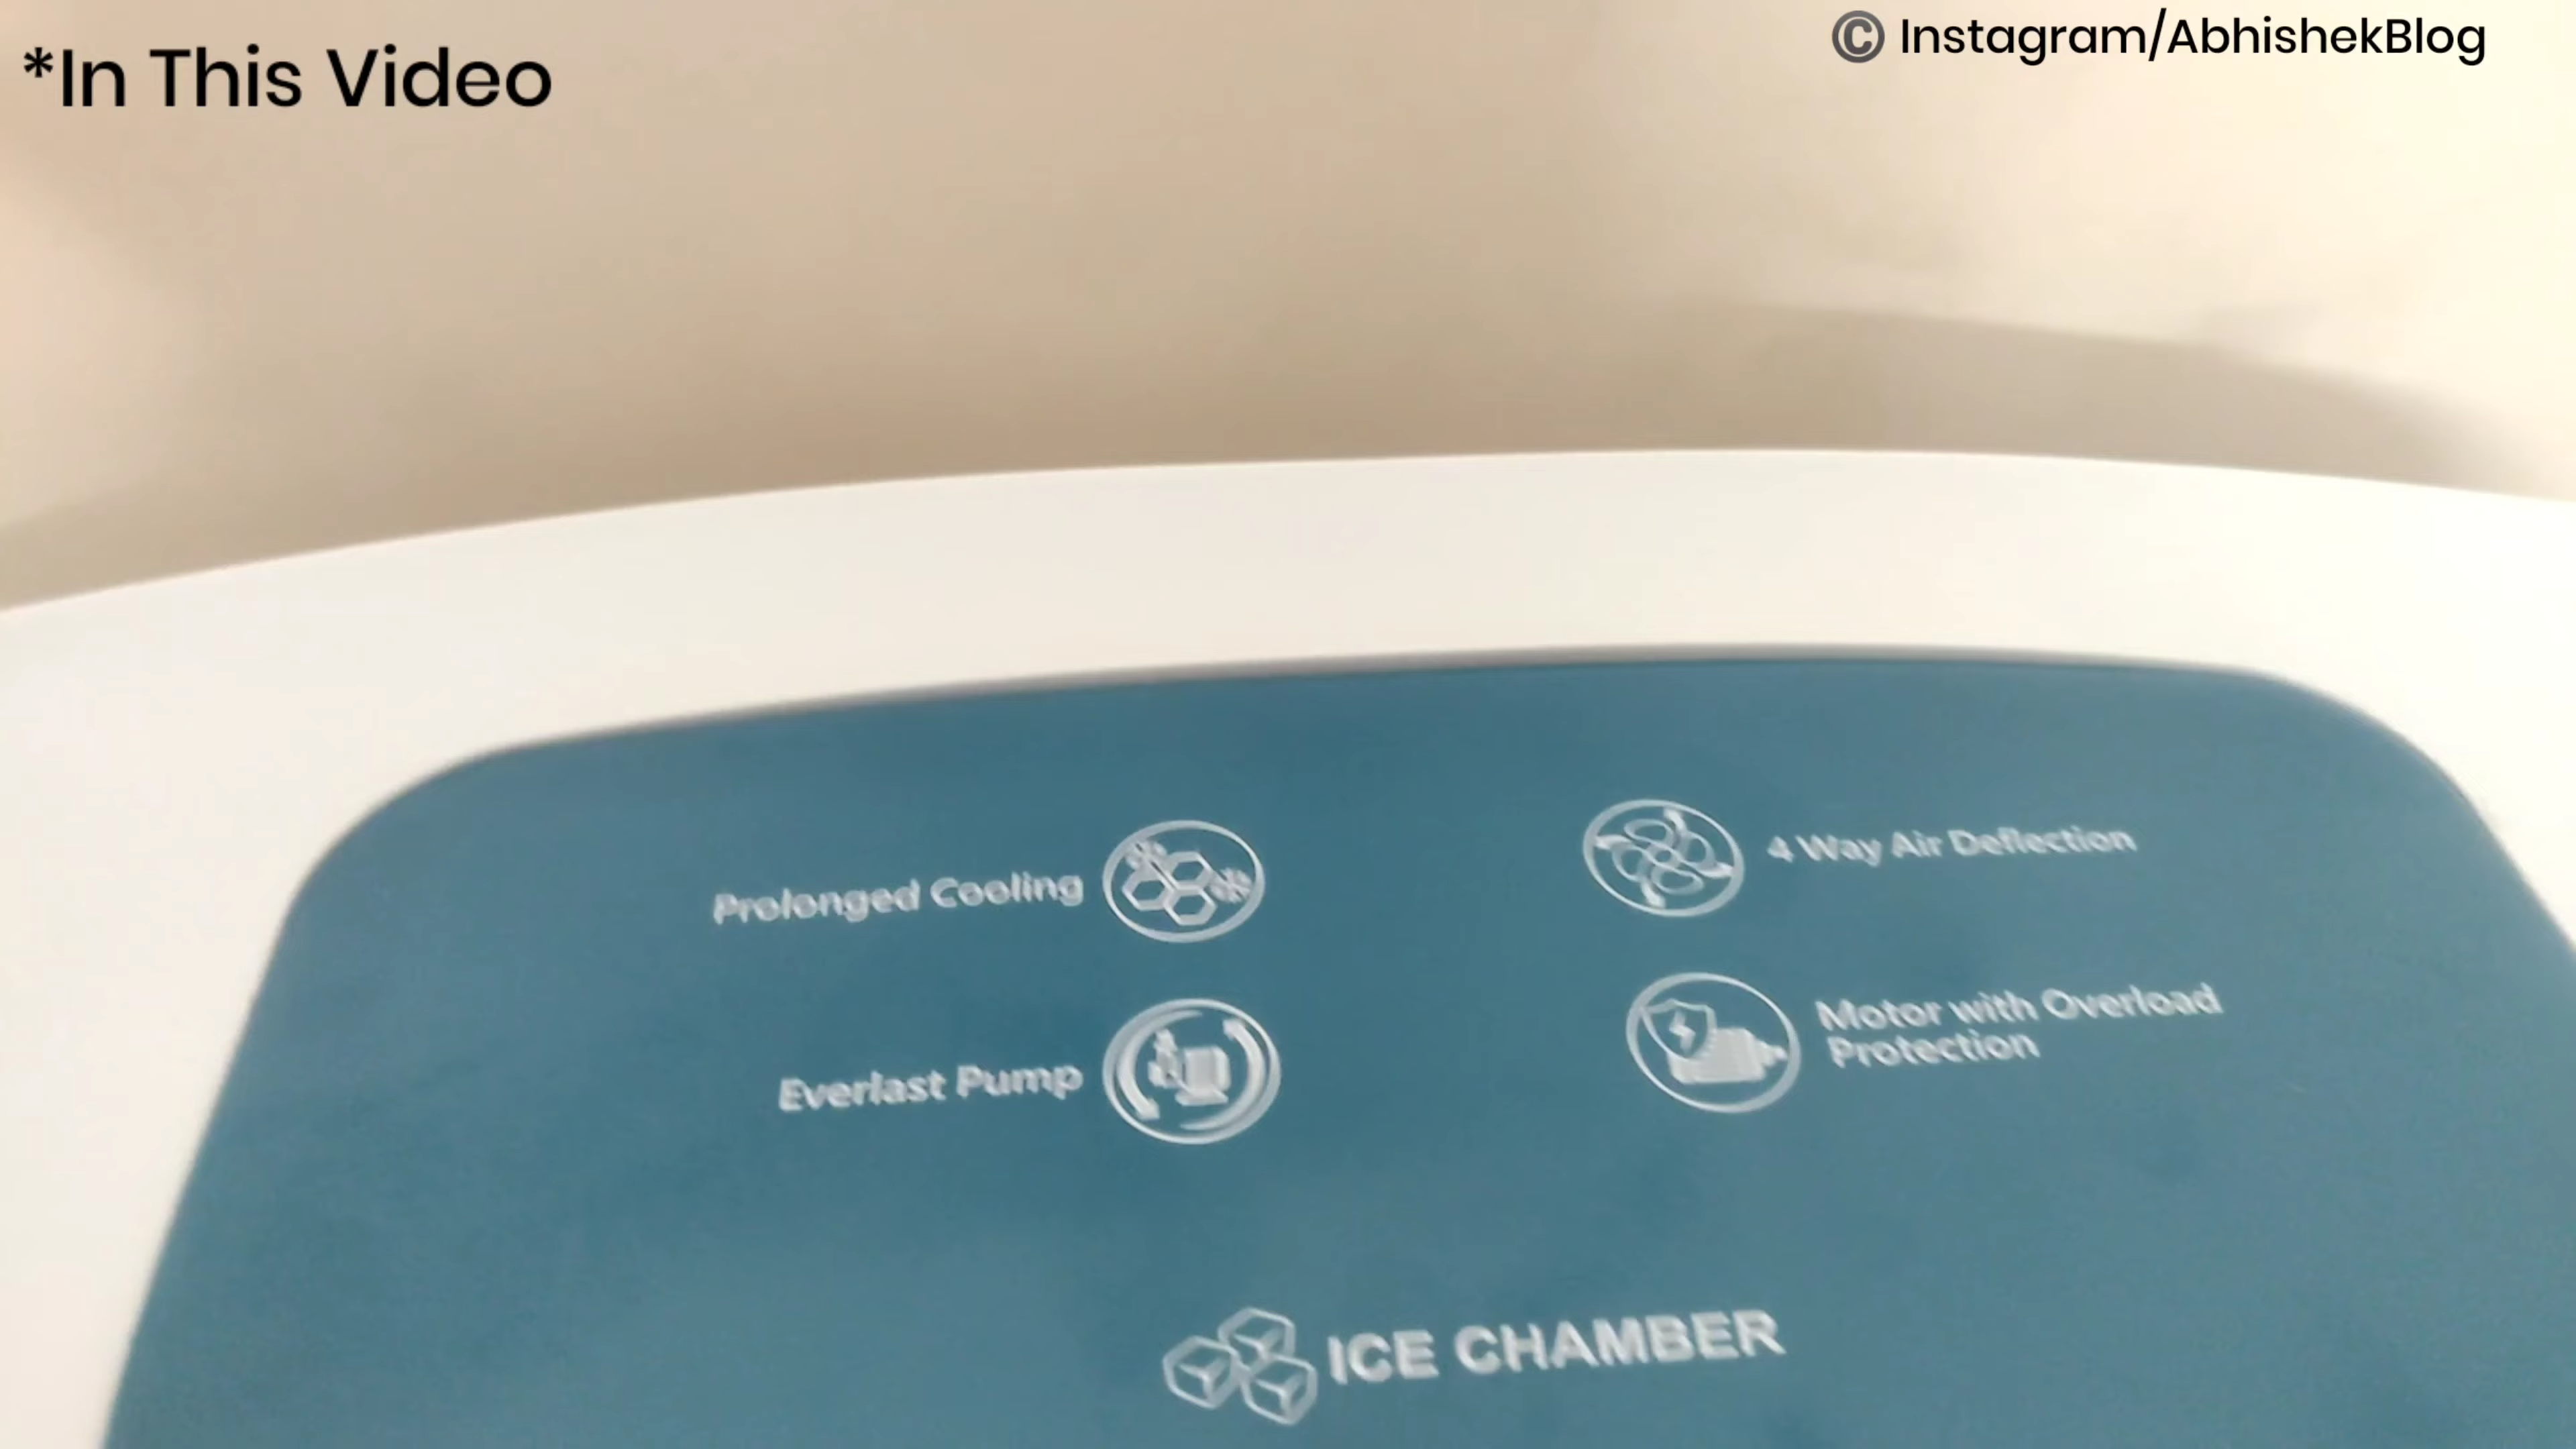 *In This Video
© Instagram/AbhishekBlog
Prolonged Cooling
4 Way Air Deflection
Everlast Pump
Motor with Overload
Protection
ICE CHAMBER